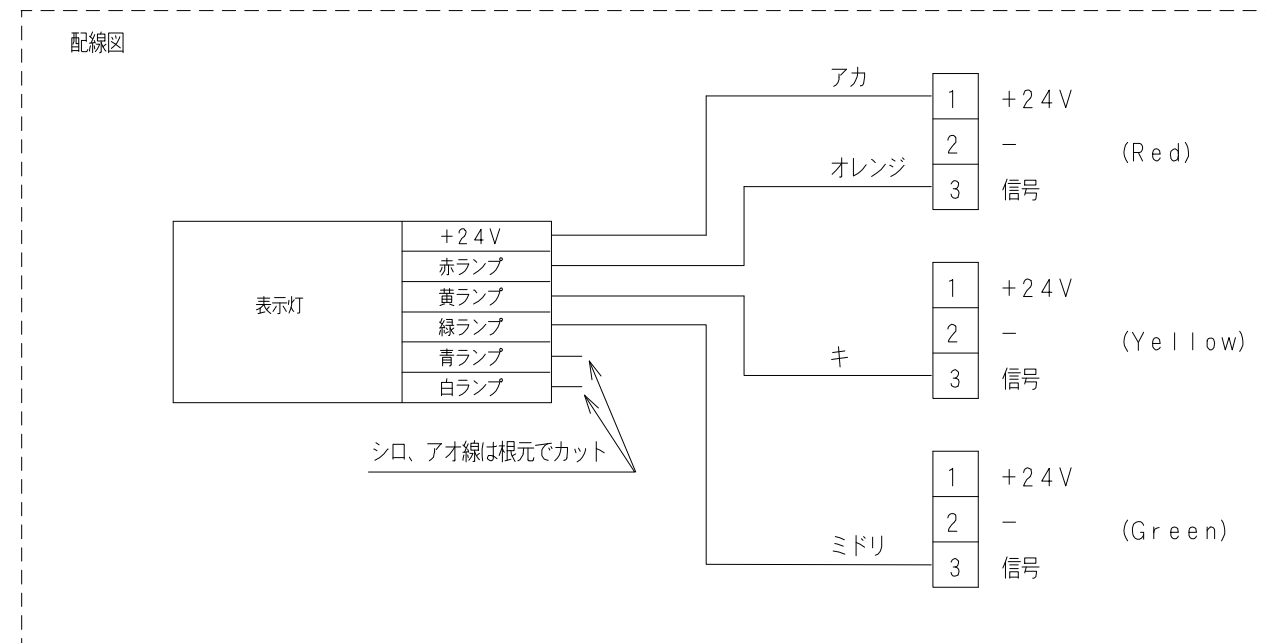 配線図
アカ
1 +24V
2 −
(Red)
オレンジ
3 信号
+24V
赤ランプ
黄ランプ
緑ランプ
青ランプ
白ランプ
表示灯
1 +24V
2 −
(Yellow)
キ
3 信号
シロ、アオ線は根元でカット
1 +24V
2 −
(Green)
ミドリ
3 信号